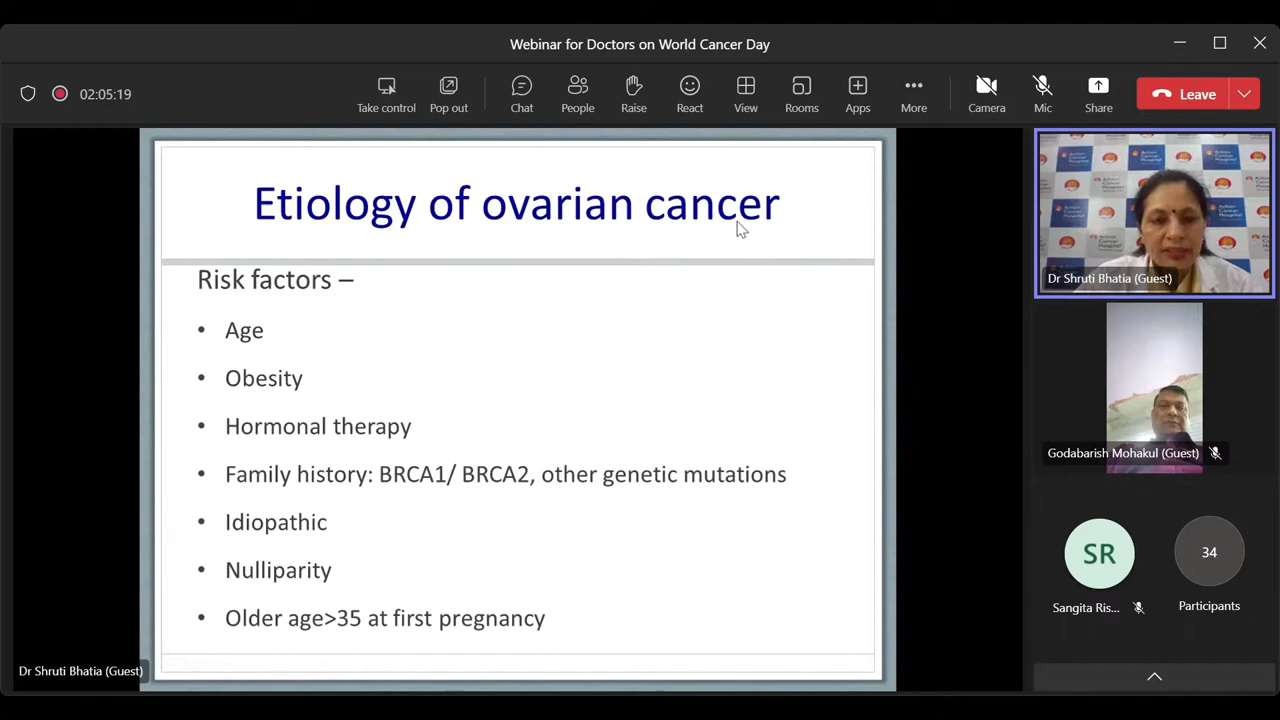 Webinar for Doctors on World Cancer Day
02:05:19
Take control
Pop out
Chat
People
Raise
React
View
Rooms
Apps
More
Camera
Mic
Share
Leave
Etiology of ovarian cancer
Risk factors –
• Age
• Obesity
• Hormonal therapy
• Family history: BRCA1/ BRCA2, other genetic mutations
• Idiopathic
• Nulliparity
• Older age>35 at first pregnancy
Dr Shruti Bhatia (Guest)
Action Cancer Hospital
Dr Shruti Bhatia (Guest)
Godabarish Mohakul (Guest)
SR
Sangita Ris...
34
Participants